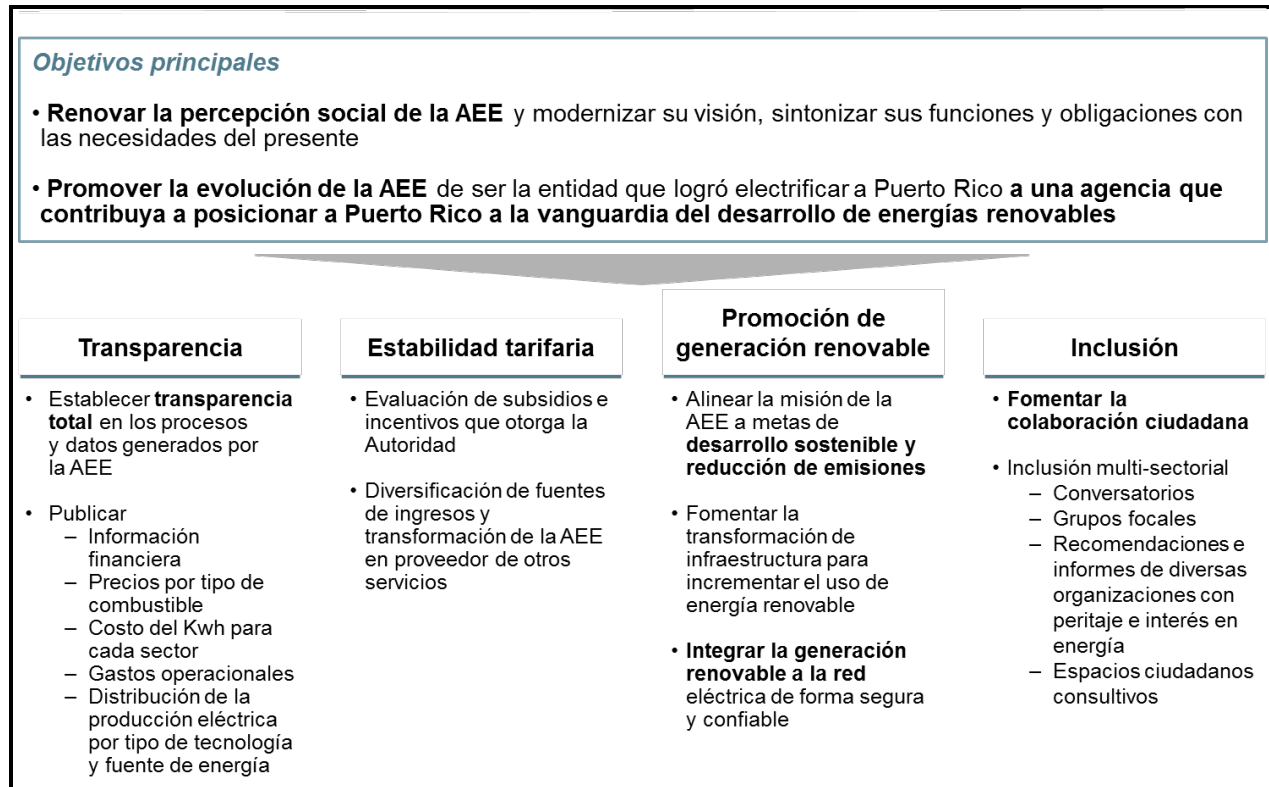 Objetivos principales
• Renovar la percepción social de la AEE y modernizar su visión, sintonizar sus funciones y obligaciones con
las necesidades del presente
• Promover la evolución de la AEE de ser la entidad que logró electrificar a Puerto Rico a una agencia que
contribuya a posicionar a Puerto Rico a la vanguardia del desarrollo de energías renovables
Transparencia
• Establecer transparencia
total en los procesos
y datos generados por
la AEE
• Publicar
– Información
financiera
– Precios por tipo de
combustible
– Costo del Kwh para
cada sector
– Gastos operacionales
– Distribución de la
producción eléctrica
por tipo de tecnología
y fuente de energía
Estabilidad tarifaria
• Evaluación de subsidios e
incentivos que otorga la
Autoridad
• Diversificación de fuentes
de ingresos y
transformación de la AEE
en proveedor de otros
servicios
Promoción de
generación renovable
• Alinear la misión de la
AEE a metas de
desarrollo sostenible y
reducción de emisiones
• Fomentar la
transformación de
infraestructura para
incrementar el uso de
energía renovable
• Integrar la generación
renovable a la red
eléctrica de forma segura
y confiable
Inclusión
• Fomentar la
colaboración ciudadana
• Inclusión multi-sectorial
– Conversatorios
– Grupos focales
– Recomendaciones e
informes de diversas
organizaciones con
peritaje e interés en
energía
– Espacios ciudadanos
consultivos